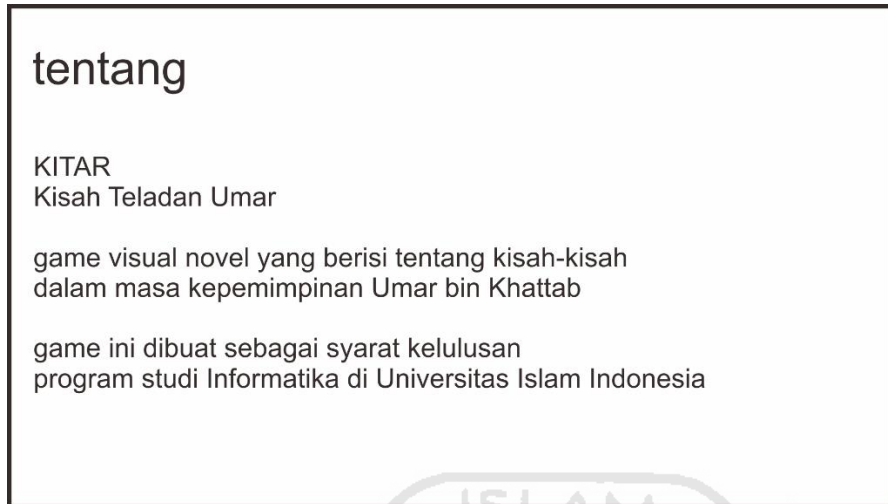 tentang
KITAR
Kisah Teladan Umar
game visual novel yang berisi tentang kisah-kisah
dalam masa kepemimpinan Umar bin Khattab
game ini dibuat sebagai syarat kelulusan
program studi Informatika di Universitas Islam Indonesia
ISLAM